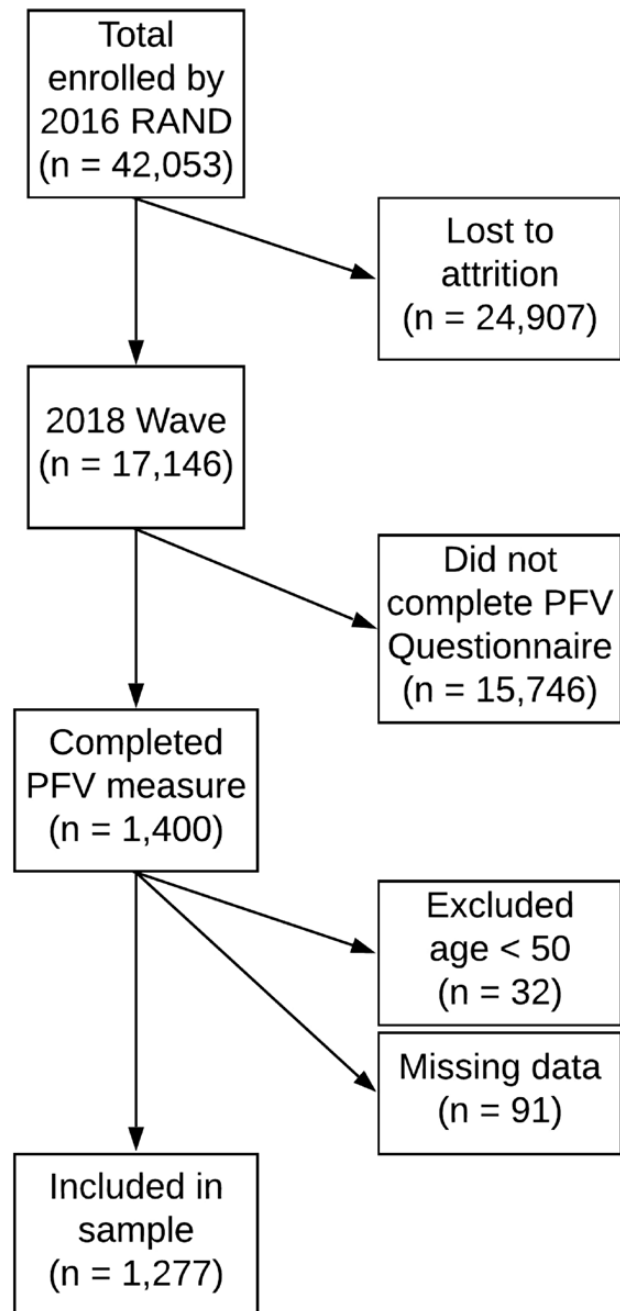 Total
enrolled by
2016 RAND
(n = 42,053)
Lost to
attrition
(n = 24,907)
2018 Wave
(n = 17,146)
Did not
complete PFV
Questionnaire
(n = 15,746)
Completed
PFV measure
(n = 1,400)
Excluded
age < 50
(n = 32)
Missing data
(n = 91)
Included in
sample
(n = 1,277)